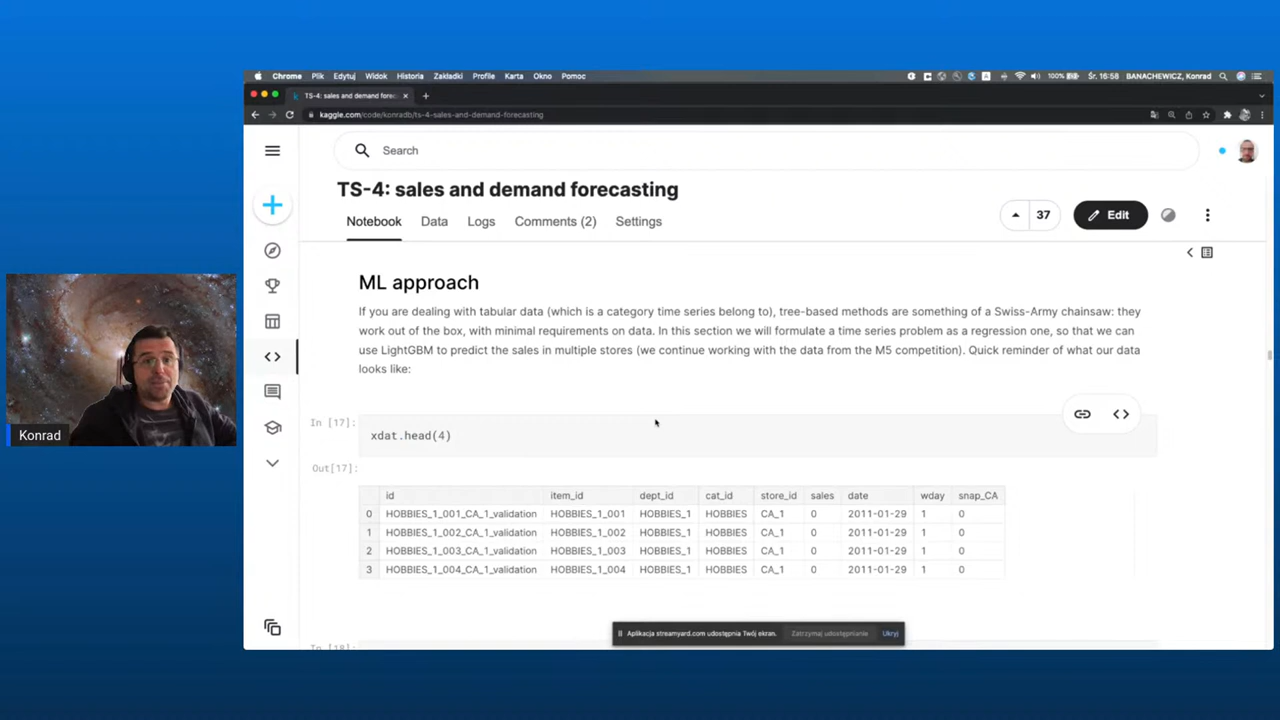 Chrome Plik Edytuj Widok Historia Zakładki Profile Karta Okno Pomoc 100% Śr. 16:58 BANACHEWICZ, Konrad
TS-4: sales and demand forec
kaggle.com/code/konradb/ts-4-sales-and-demand-forecasting
Search
TS-4: sales and demand forecasting
Notebook Data Logs Comments (2) Settings
37 Edit
ML approach
If you are dealing with tabular data (which is a category time series belong to), tree-based methods are something of a Swiss-Army chainsaw: they
work out of the box, with minimal requirements on data. In this section we will formulate a time series problem as a regression one, so that we can
use LightGBM to predict the sales in multiple stores (we continue working with the data from the M5 competition). Quick reminder of what our data
looks like:
In [17]:
xdat.head(4)
Out[17]:
id item_id dept_id cat_id store_id sales date wday snap_CA
0 HOBBIES_1_001_CA_1_validation HOBBIES_1_001 HOBBIES_1 HOBBIES CA_1 0 2011-01-29 1 0
1 HOBBIES_1_002_CA_1_validation HOBBIES_1_002 HOBBIES_1 HOBBIES CA_1 0 2011-01-29 1 0
2 HOBBIES_1_003_CA_1_validation HOBBIES_1_003 HOBBIES_1 HOBBIES CA_1 0 2011-01-29 1 0
3 HOBBIES_1_004_CA_1_validation HOBBIES_1_004 HOBBIES_1 HOBBIES CA_1 0 2011-01-29 1 0
Aplikacja streamyard.com udostępnia Twój ekran. Zatrzymaj udostępnianie Ukryj
In [18]:
Konrad